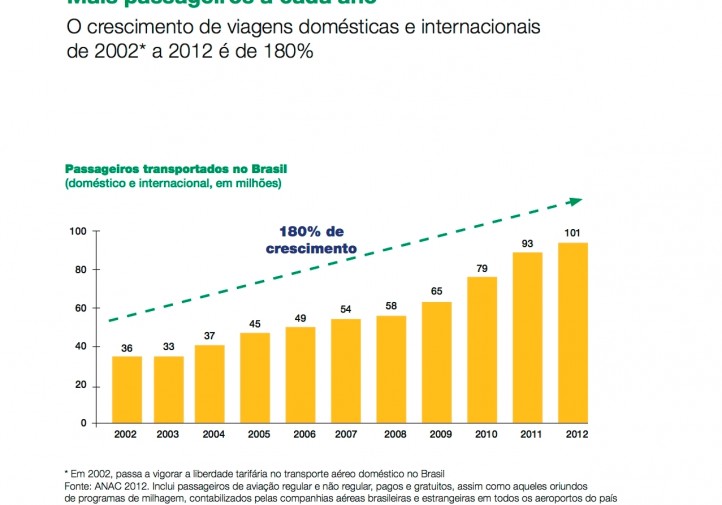 Mais passageiros a cada ano
O crescimento de viagens domésticas e internacionais
de 2002* a 2012 é de 180%
Passageiros transportados no Brasil
(doméstico e internacional, em milhões)
180% de
crescimento
100
80
60
40
20
0
36
33
37
45
49
54
58
65
79
93
101
2002
2003
2004
2005
2006
2007
2008
2009
2010
2011
2012
* Em 2002, passa a vigorar a liberdade tarifária no transporte aéreo doméstico no Brasil
Fonte: ANAC 2012. Inclui passageiros de aviação regular e não regular, pagos e gratuitos, assim como aqueles oriundos
de programas de milhagem, contabilizados pelas companhias aéreas brasileiras e estrangeiras em todos os aeroportos do país